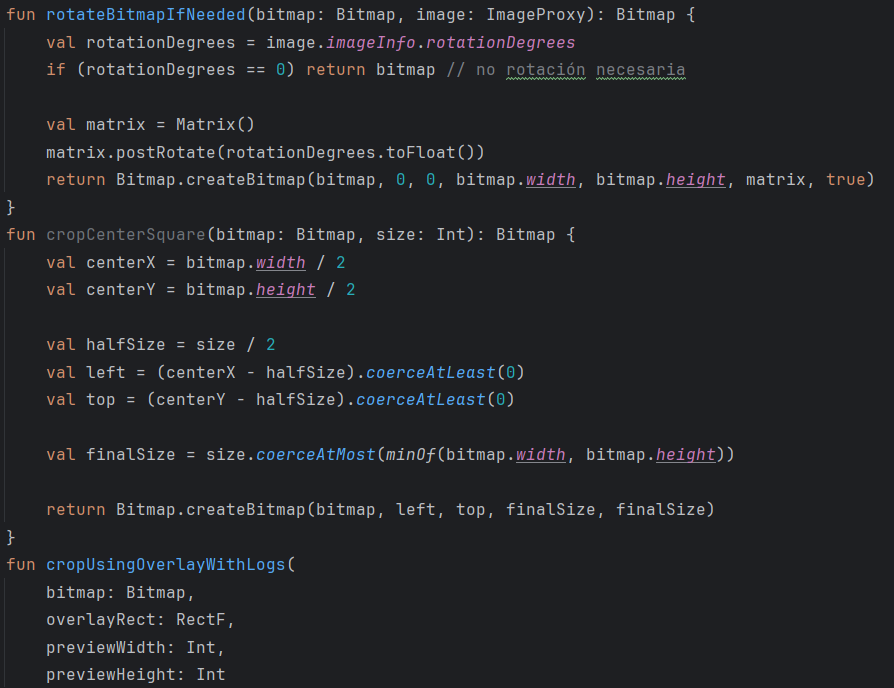 fun rotateBitmapIfNeeded(bitmap: Bitmap, image: ImageProxy): Bitmap {
    val rotationDegrees = image.imageInfo.rotationDegrees
    if (rotationDegrees == 0) return bitmap // no rotación necesaria

    val matrix = Matrix()
    matrix.postRotate(rotationDegrees.toFloat())
    return Bitmap.createBitmap(bitmap, 0, 0, bitmap.width, bitmap.height, matrix, true)
}
fun cropCenterSquare(bitmap: Bitmap, size: Int): Bitmap {
    val centerX = bitmap.width / 2
    val centerY = bitmap.height / 2

    val halfSize = size / 2
    val left = (centerX - halfSize).coerceAtLeast(0)
    val top = (centerY - halfSize).coerceAtLeast(0)

    val finalSize = size.coerceAtMost(minOf(bitmap.width, bitmap.height))

    return Bitmap.createBitmap(bitmap, left, top, finalSize, finalSize)
}
fun cropUsingOverlayWithLogs(
    bitmap: Bitmap,
    overlayRect: RectF,
    previewWidth: Int,
    previewHeight: Int